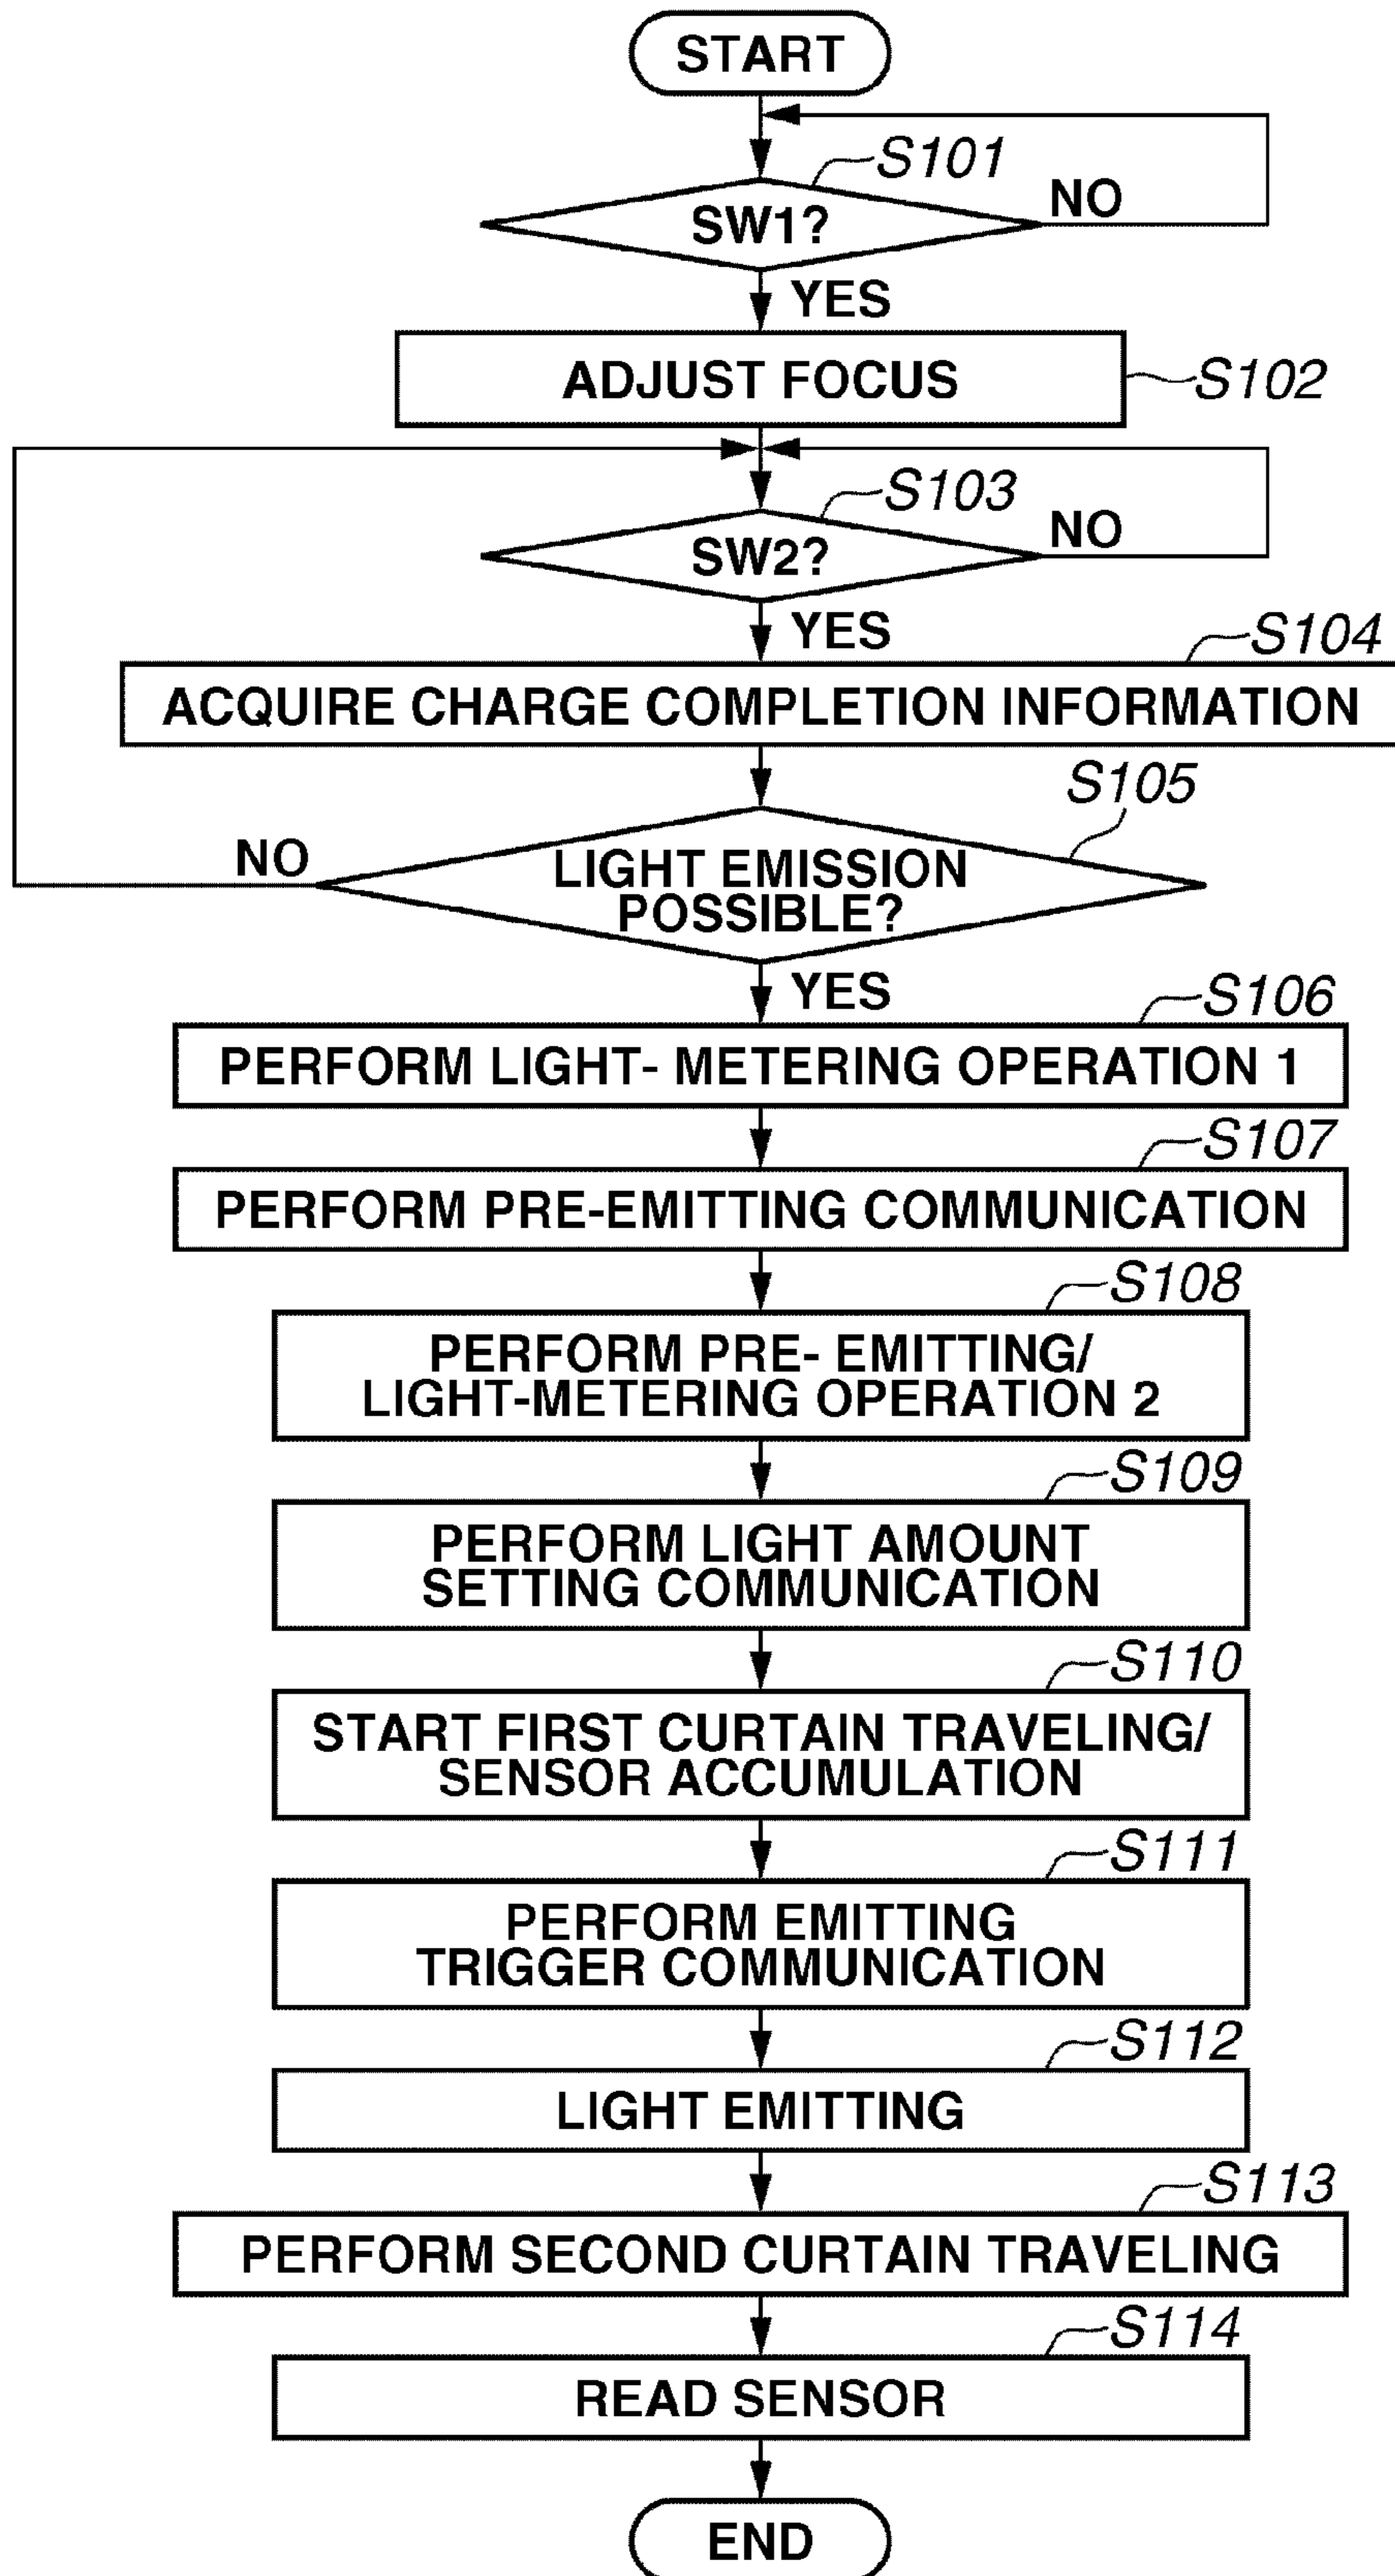 START
S101
SW1?
NO
YES
ADJUST FOCUS
S102
S103
SW2?
NO
YES
S104
ACQUIRE CHARGE COMPLETION INFORMATION
S105
NO
LIGHT EMISSION
POSSIBLE?
YES
S106
PERFORM LIGHT- METERING OPERATION 1
S107
PERFORM PRE-EMITTING COMMUNICATION
S108
PERFORM PRE- EMITTING/
LIGHT-METERING OPERATION 2
S109
PERFORM LIGHT AMOUNT
SETTING COMMUNICATION
S110
START FIRST CURTAIN TRAVELING/
SENSOR ACCUMULATION
S111
PERFORM EMITTING
TRIGGER COMMUNICATION
S112
LIGHT EMITTING
S113
PERFORM SECOND CURTAIN TRAVELING
S114
READ SENSOR
END